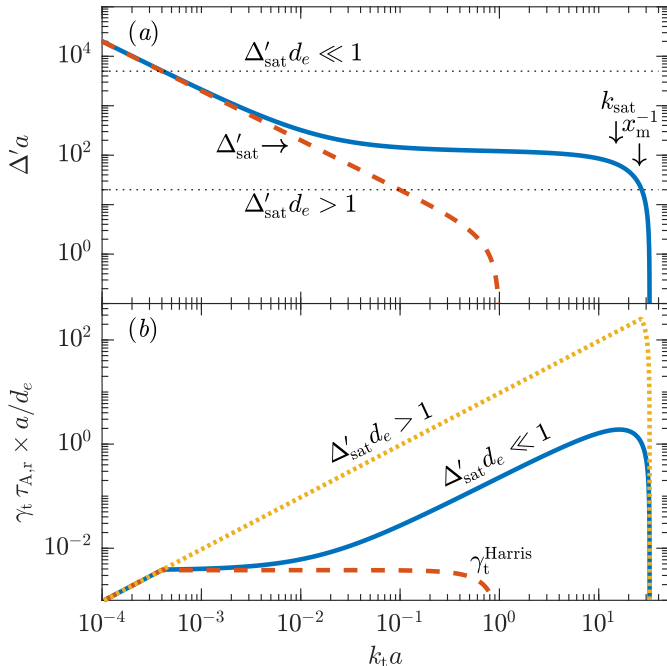 (a)
Δ′_sat d_e ≪ 1
10^4
k_sat
x_m^−1
↓
↓
Δ′_sat →
Δ′a
10^2
Δ′_sat d_e > 1
10^0
(b)
10^2
Δ′_sat d_e > 1
Δ′_sat d_e ≪ 1
γ_t τ_A,r × a/d_e
10^0
γ_t^Harris
10^−2
10^−4 10^−3 10^−2 10^−1 10^0 10^1
k_t a